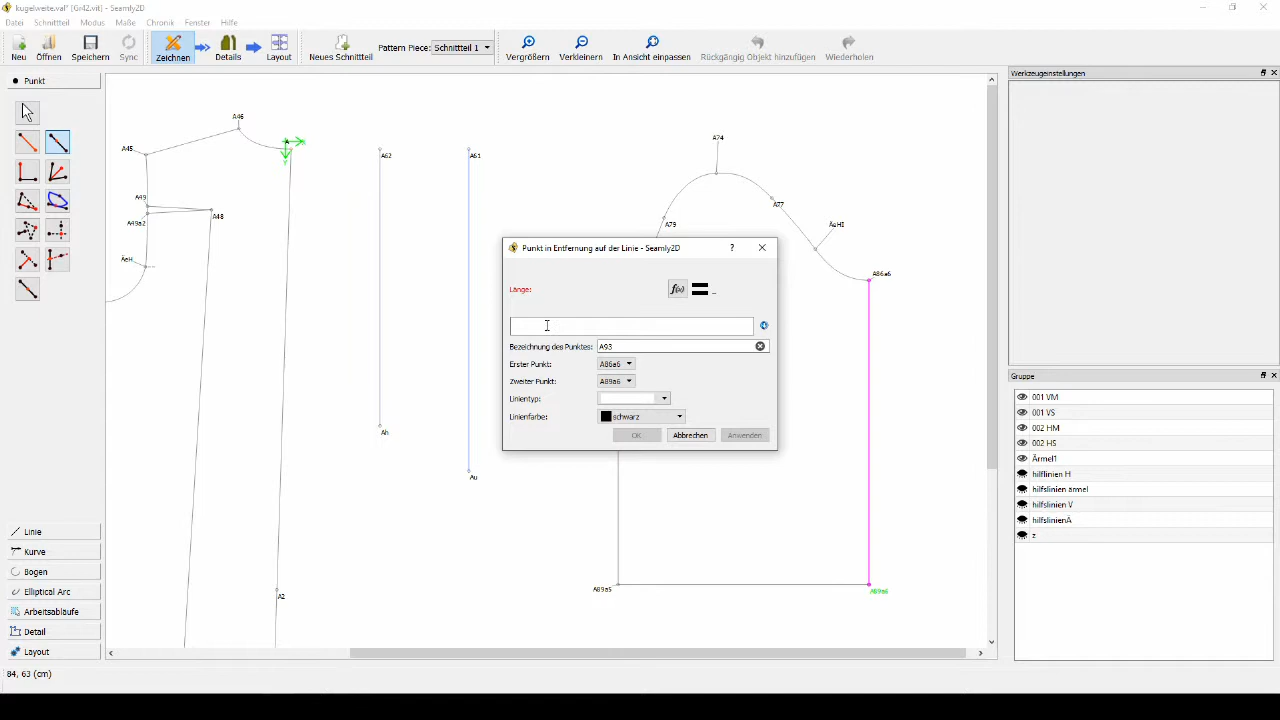 kugelweite.val* [Gr42.vit] - Seamly2D
Datei Schnittteil Modus Maße Chronik Fenster Hilfe
Neu Öffnen Speichern Sync Zeichnen Details Layout Neues Schnittteil Pattern Piece: Schnittteil 1 Vergrößern Verkleinern In Ansicht einpassen Rückgängig Objekt hinzufügen Wiederholen
Punkt
Werkzeugeinstellungen
A46
A74
A45
A
Y
A62
A61
A49
A77
A48
A49a2
A79
ÄeHl
ÄeH
A86a6
Punkt in Entfernung auf der Linie - Seamly2D
?
Länge:
f(x)
_
Bezeichnung des Punktes: A93
Erster Punkt: A86a6
Zweiter Punkt: A89a6
Linientyp:
Linienfarbe: schwarz
OK Abbrechen Anwenden
Ah
Au
A89a5
A89a6
A2
Gruppe
001 VM
001 VS
002 HM
002 HS
Ärmel1
hilflinien H
hilfslinien ärmel
hilfslinien V
hilfslinienÄ
z
Linie
Kurve
Bogen
Elliptical Arc
Arbeitsabläufe
Detail
Layout
84, 63 (cm)